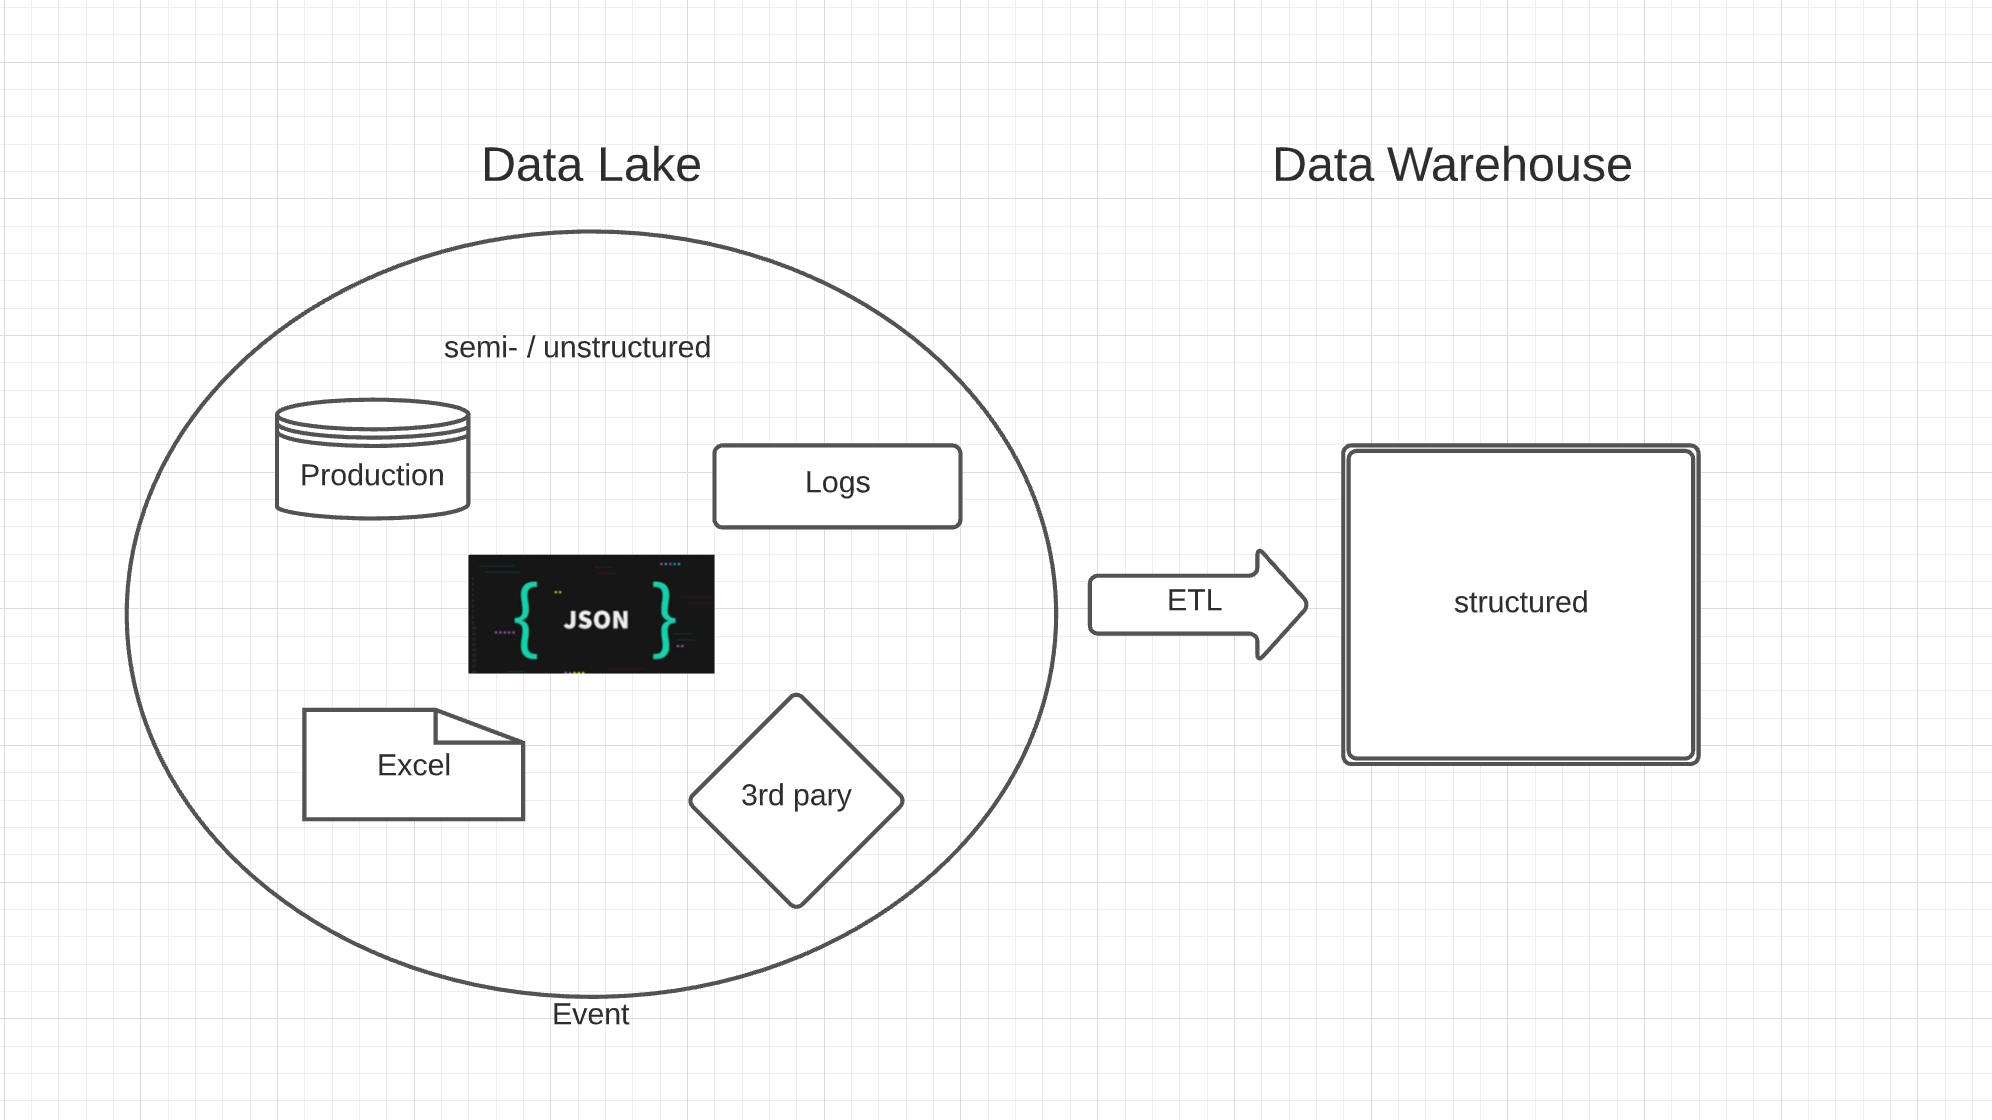 Data Lake
Data Warehouse
semi- / unstructured
Production
Logs
{ JSON }
ETL
structured
Excel
3rd pary
Event